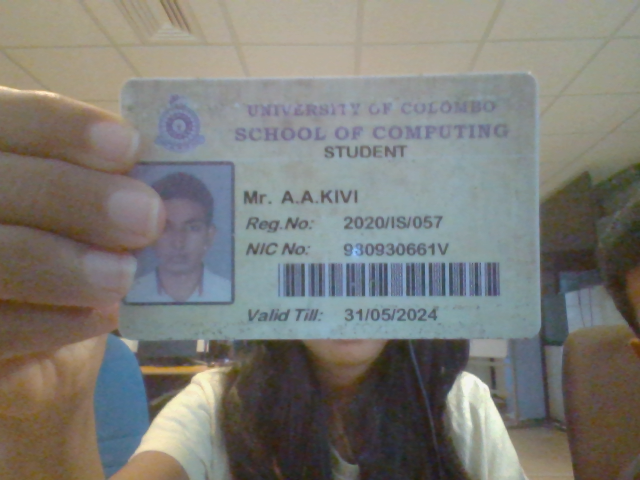 UNIVERSITY OF COLOMBO
SCHOOL OF COMPUTING
STUDENT
Mr. A.A.KIVI
Reg.No: 2020/IS/057
NIC No: 930930661V
Valid Till: 31/05/2024